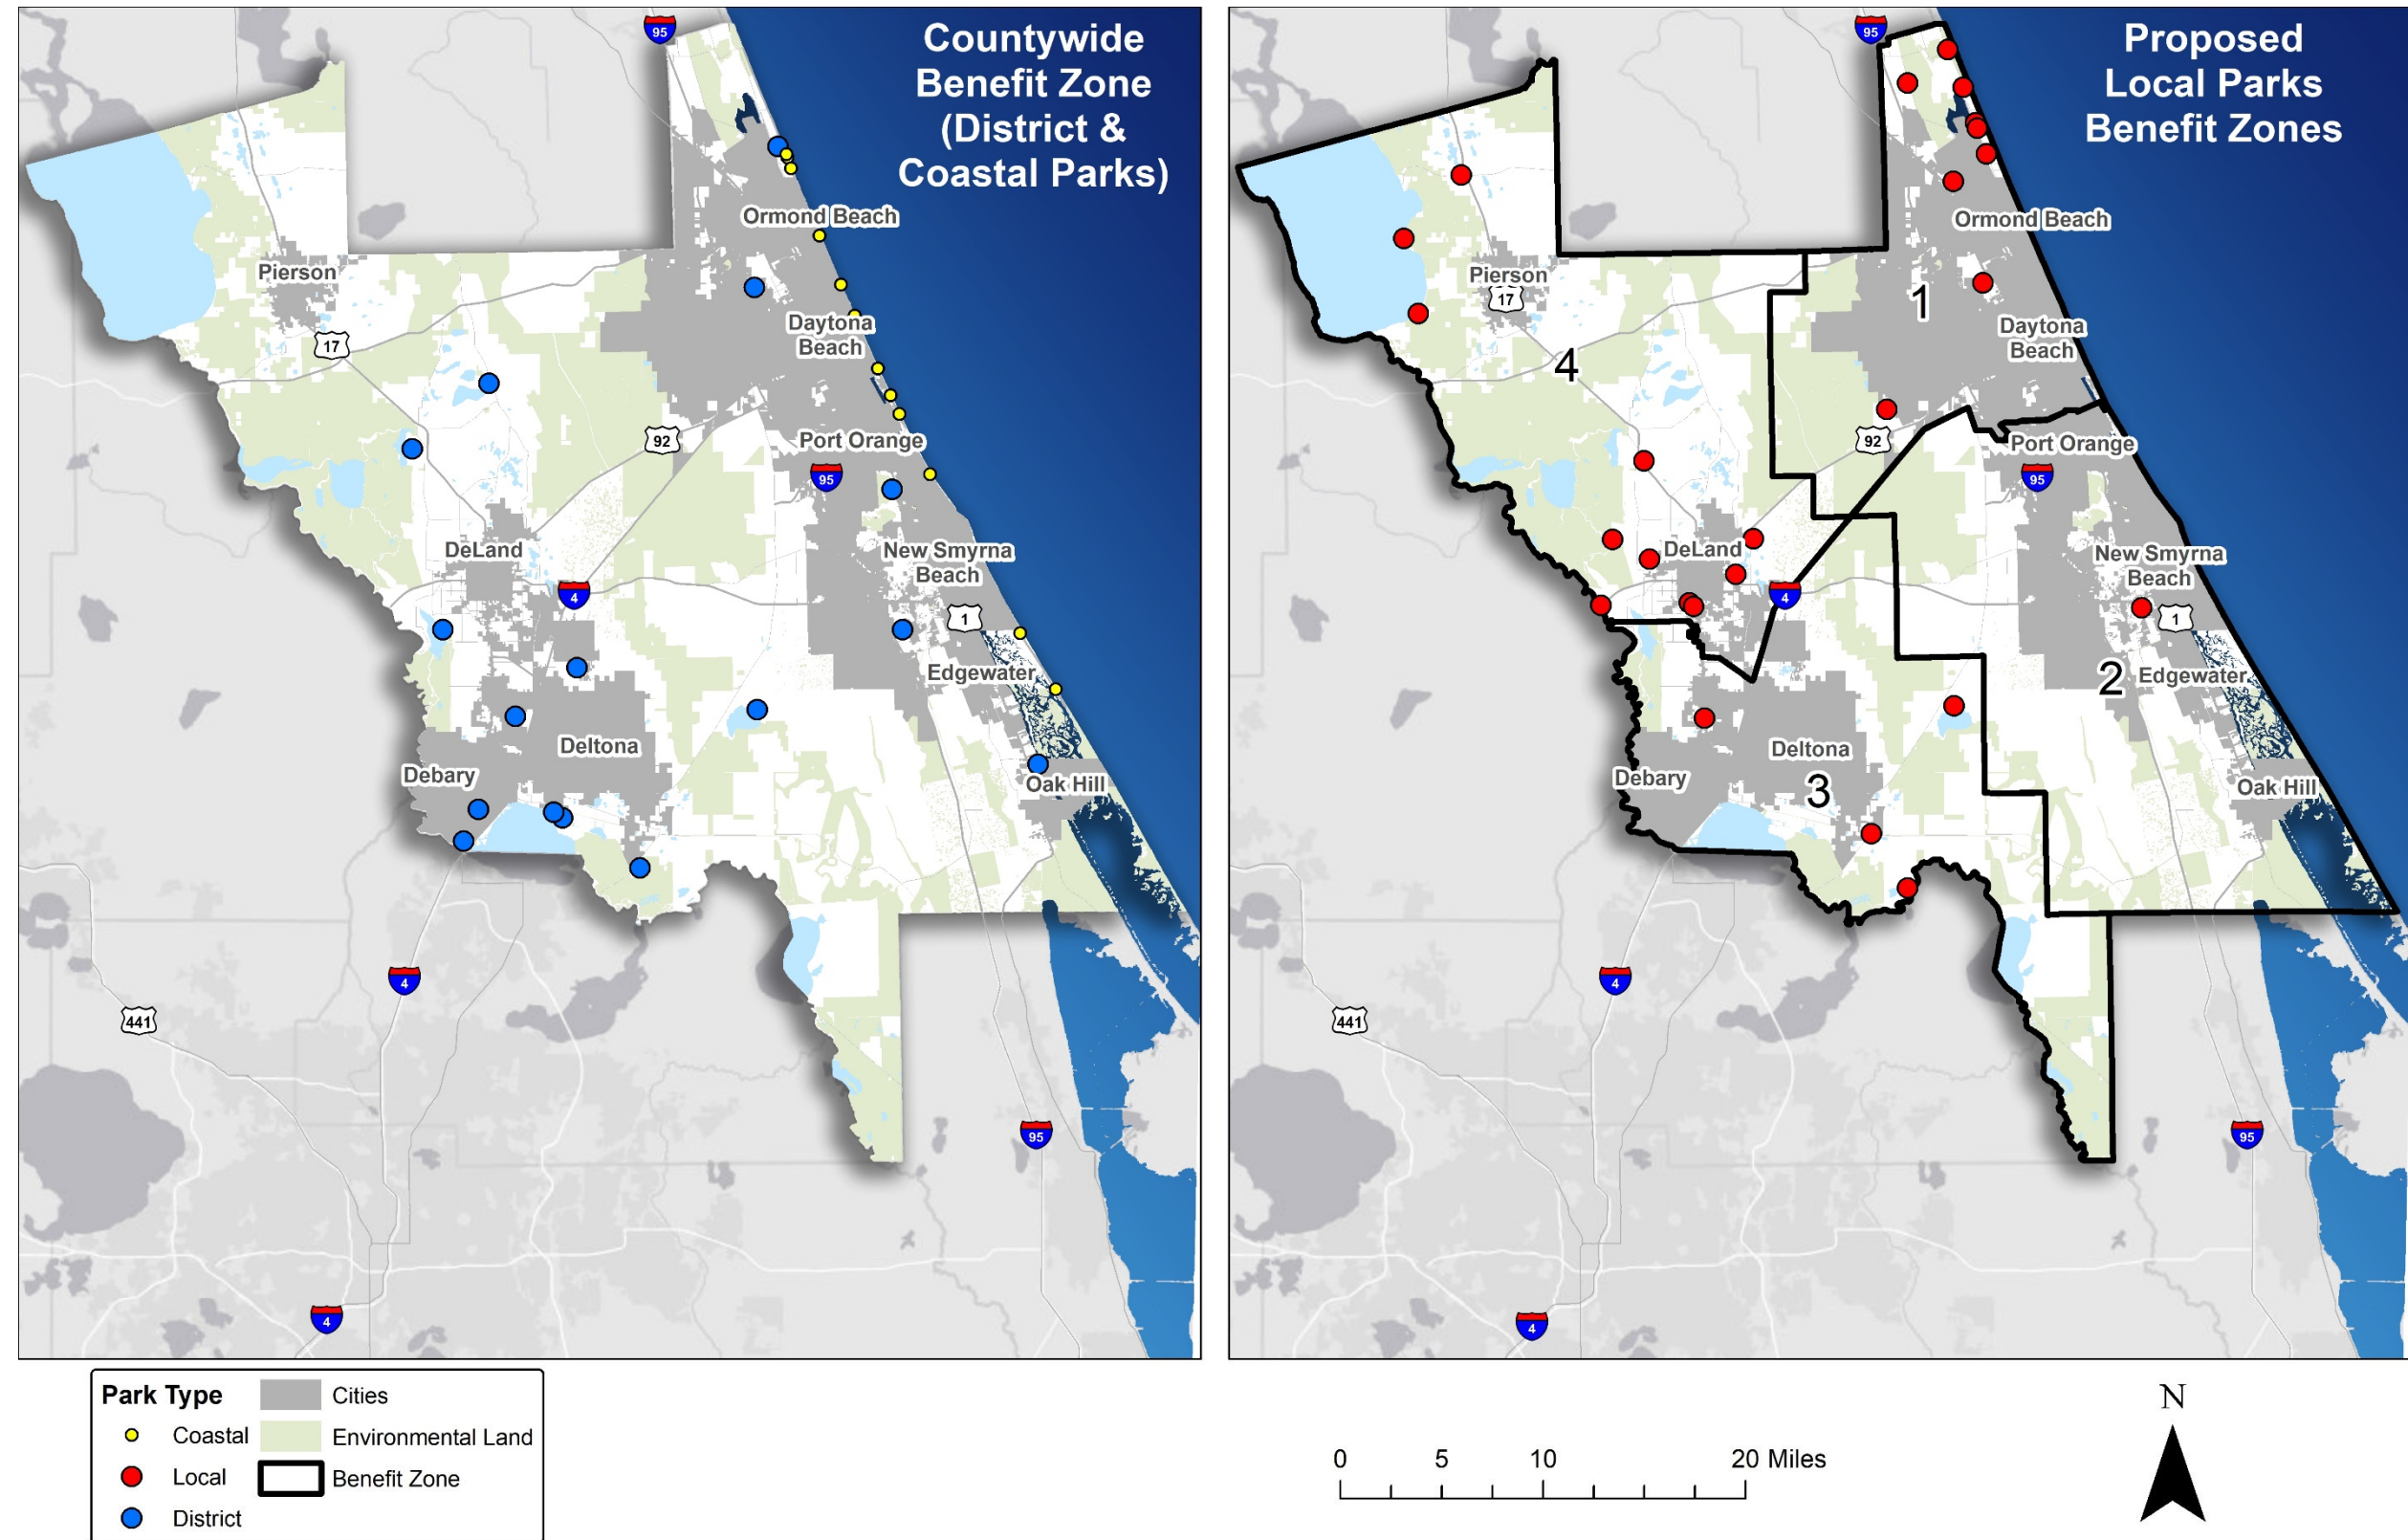 Countywide
Benefit Zone
(District &
Coastal Parks)
95
Ormond Beach
Pierson
17
Daytona
Beach
92
Port Orange
95
DeLand
New Smyrna
Beach
4
1
Edgewater
Deltona
Debary
Oak Hill
4
441
95
4
Proposed
Local Parks
Benefit Zones
95
Ormond Beach
Pierson
17
1
Daytona
Beach
4
92
Port Orange
95
DeLand
New Smyrna
Beach
4
1
2
Edgewater
Deltona
Debary
3
Oak Hill
4
441
95
4
Park Type
Coastal
Local
District
Cities
Environmental Land
Benefit Zone
0 5 10 20 Miles
N